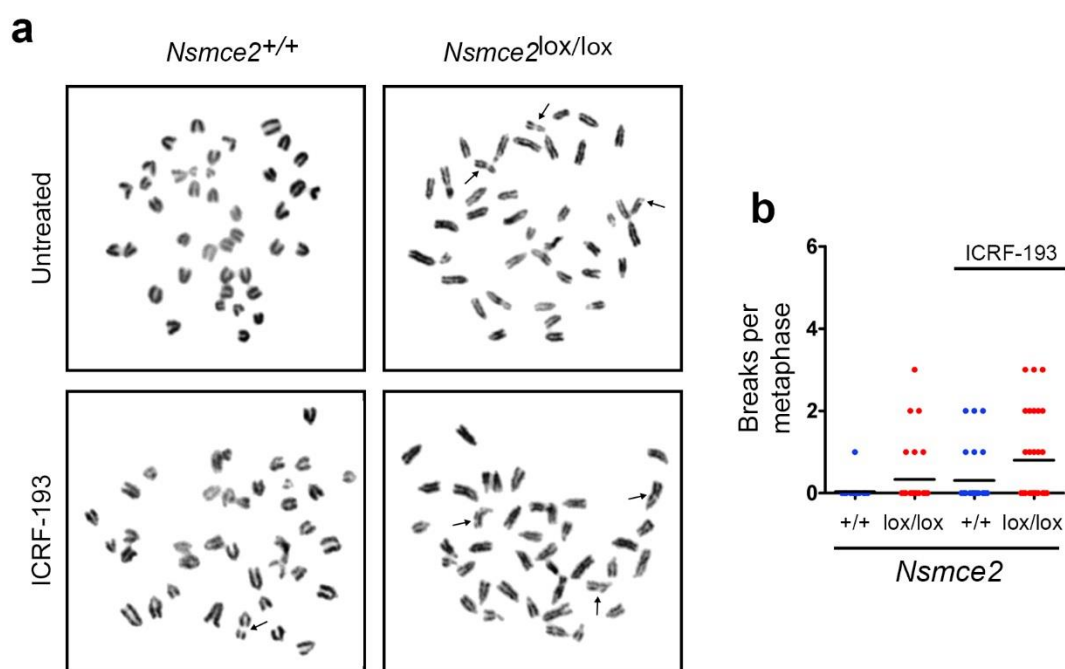 a
Nsmce2+/+
Nsmce2lox/lox
Untreated
ICRF-193
b
ICRF-193
Breaks per
metaphase
6
4
2
0
+/+ lox/lox +/+ lox/lox
Nsmce2